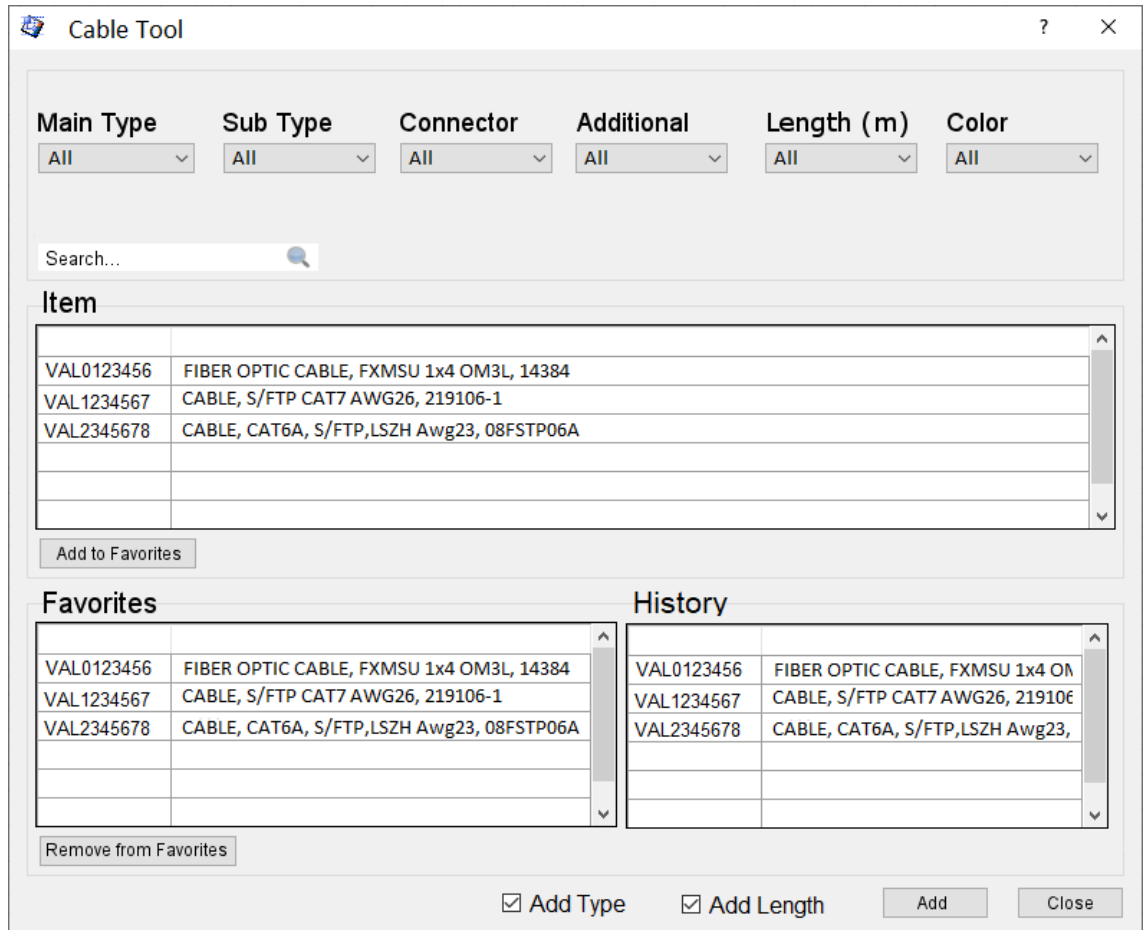 Cable Tool ? ×
Main Type Sub Type Connector Additional Length (m) Color
All All All All All All
Search...
Item
VAL0123456 FIBER OPTIC CABLE, FXMSU 1x4 OM3L, 14384
VAL1234567 CABLE, S/FTP CAT7 AWG26, 219106-1
VAL2345678 CABLE, CAT6A, S/FTP,LSZH Awg23, 08FSTP06A
Add to Favorites
Favorites
VAL0123456 FIBER OPTIC CABLE, FXMSU 1x4 OM3L, 14384
VAL1234567 CABLE, S/FTP CAT7 AWG26, 219106-1
VAL2345678 CABLE, CAT6A, S/FTP,LSZH Awg23, 08FSTP06A
Remove from Favorites
History
VAL0123456 FIBER OPTIC CABLE, FXMSU 1x4
VAL1234567 CABLE, S/FTP CAT7 AWG26, 219106
VAL2345678 CABLE, CAT6A, S/FTP,LSZH Awg23,
Add Type Add Length Add Close